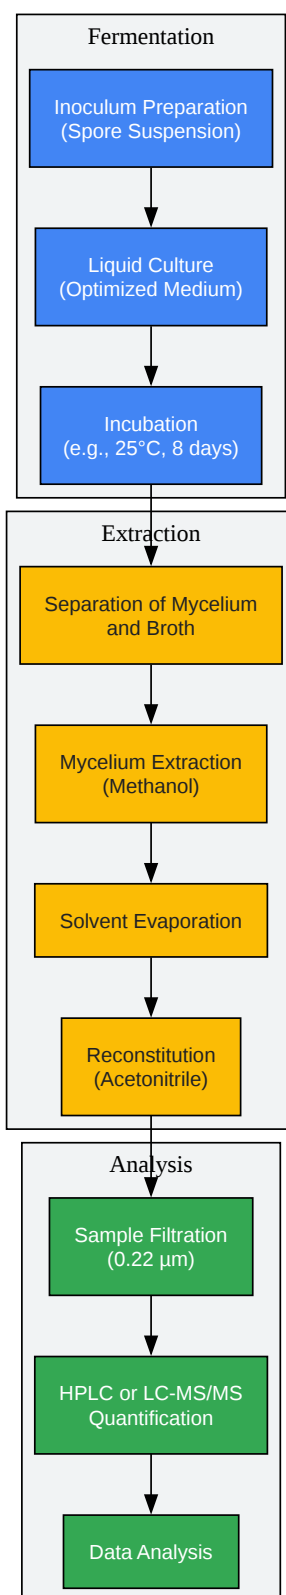 Fermentation
Inoculum Preparation
(Spore Suspension)
Liquid Culture
(Optimized Medium)
Incubation
(e.g., 25°C, 8 days)
Extraction
Separation of Mycelium
and Broth
Mycelium Extraction
(Methanol)
Solvent Evaporation
Reconstitution
(Acetonitrile)
Analysis
Sample Filtration
(0.22 µm)
HPLC or LC-MS/MS
Quantification
Data Analysis